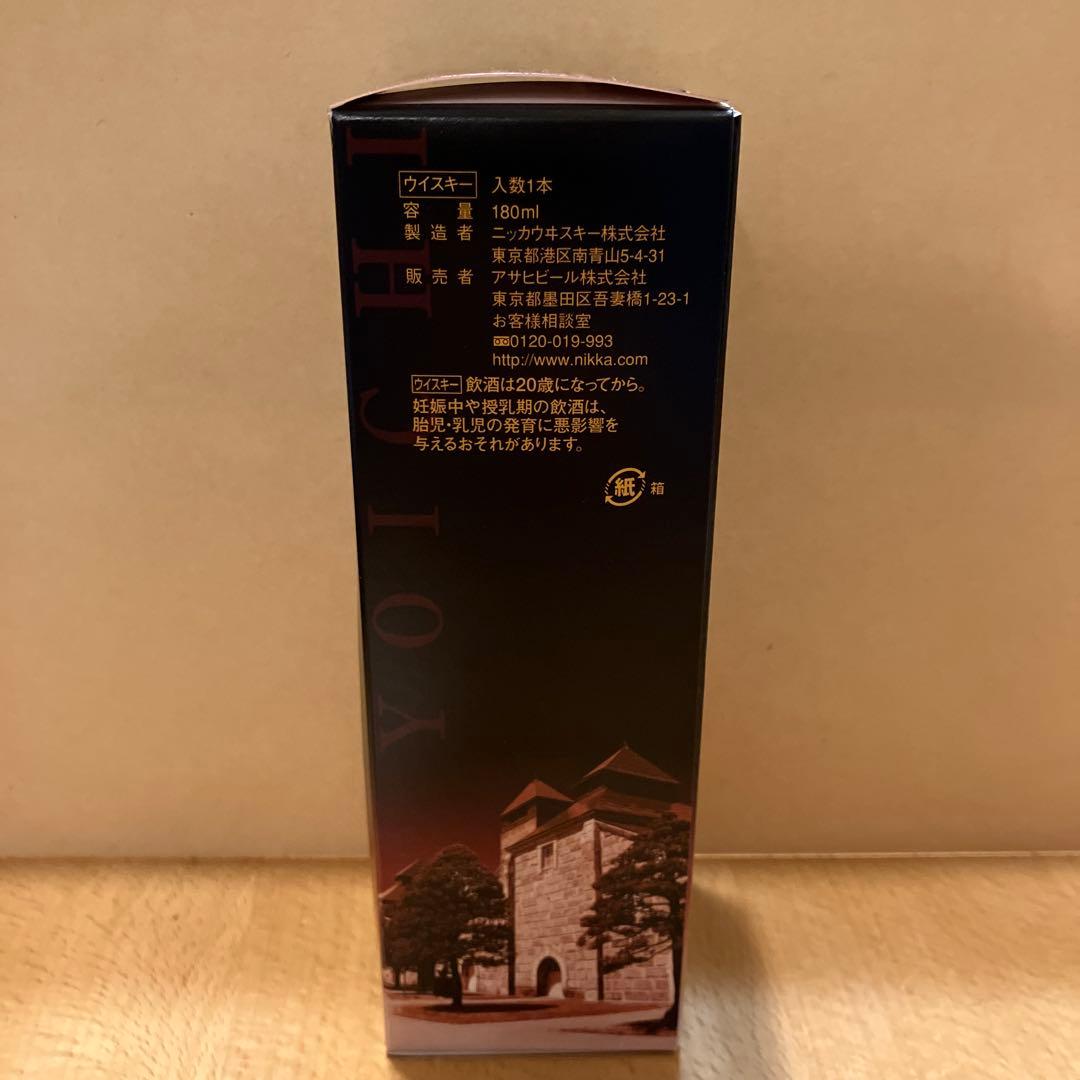 ウイスキー 入数1本
容量 180ml
製造者 ニッカウヰスキー株式会社
東京都港区南青山5-4-31
販売者 アサヒビール株式会社
東京都墨田区吾妻橋1-23-1
お客様相談室
0120-019-993
http://www.nikka.com
ウイスキー 飲酒は20歳になってから。
妊娠中や授乳期の飲酒は、
胎児・乳児の発育に悪影響を
与えるおそれがあります。
紙 箱
YOICHI